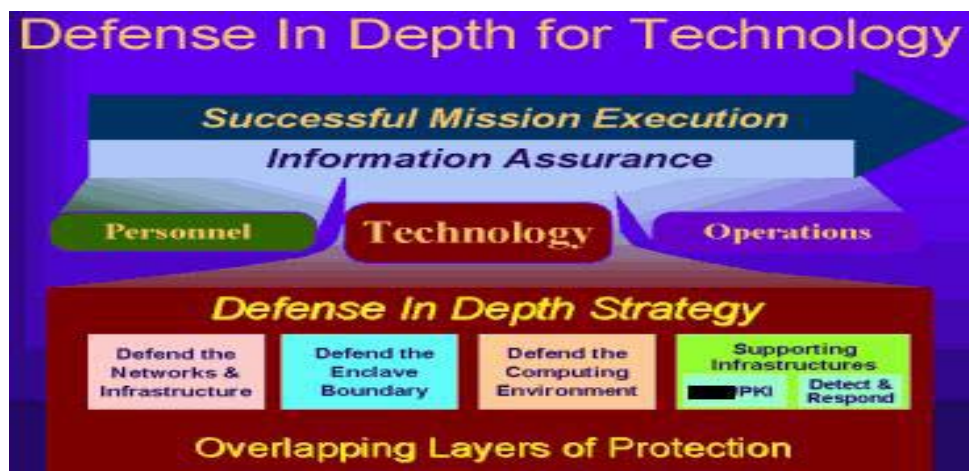 Defense In Depth for Technology
Successful Mission Execution
Information Assurance
Personnel
Technology
Operations
Defense In Depth Strategy
Defend the
Networks &
Infrastructure
Defend the
Enclave
Boundary
Defend the
Computing
Environment
Supporting
Infrastructures
/PKI
Detect &
Respond
Overlapping Layers of Protection